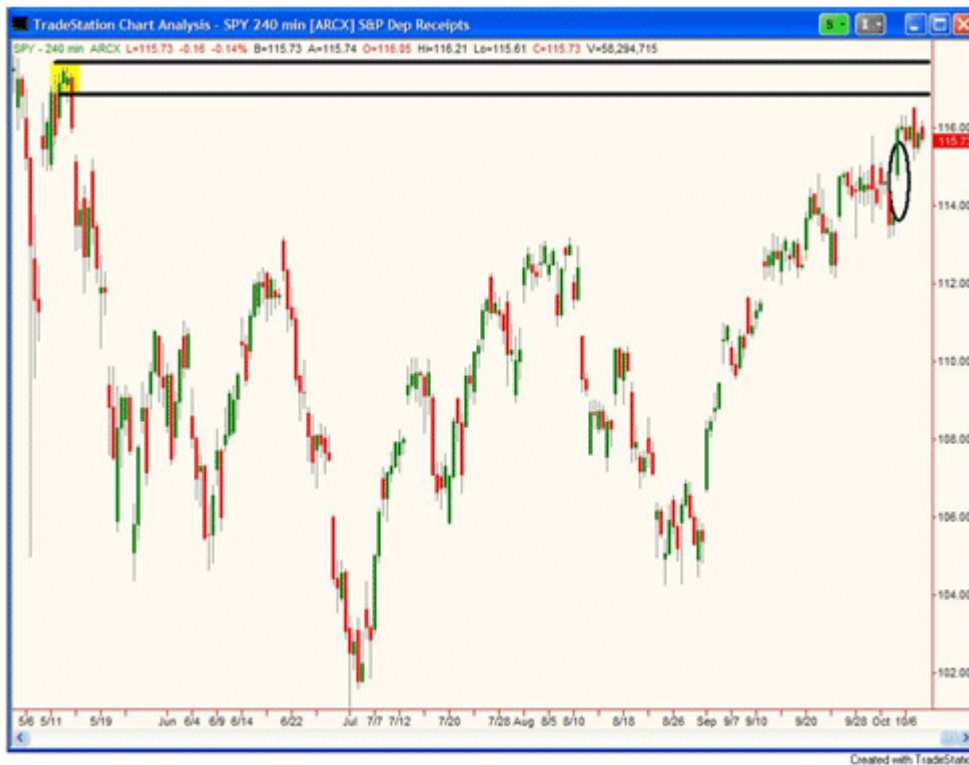 TradeStation Chart Analysis - SPY 240 min [ARCX] S&P Dep Receipts
S
I
SPY - 240 min ARCX L=115.73 -0.16 -0.14% B=115.73 A=115.74 O=116.05 Hi=116.21 Lo=115.61 C=115.73 V=58,294,715
116.00
115.73
114.00
112.00
110.00
108.00
106.00
104.00
102.00
5/6 5/11 5/19 Jun 6/4 6/9 6/14 6/22 Jul 7/7 7/12 7/20 7/28 Aug 8/5 8/10 8/18 8/26 Sep 9/7 9/10 9/20 9/28 Oct 10/6
Created with TradeStatio